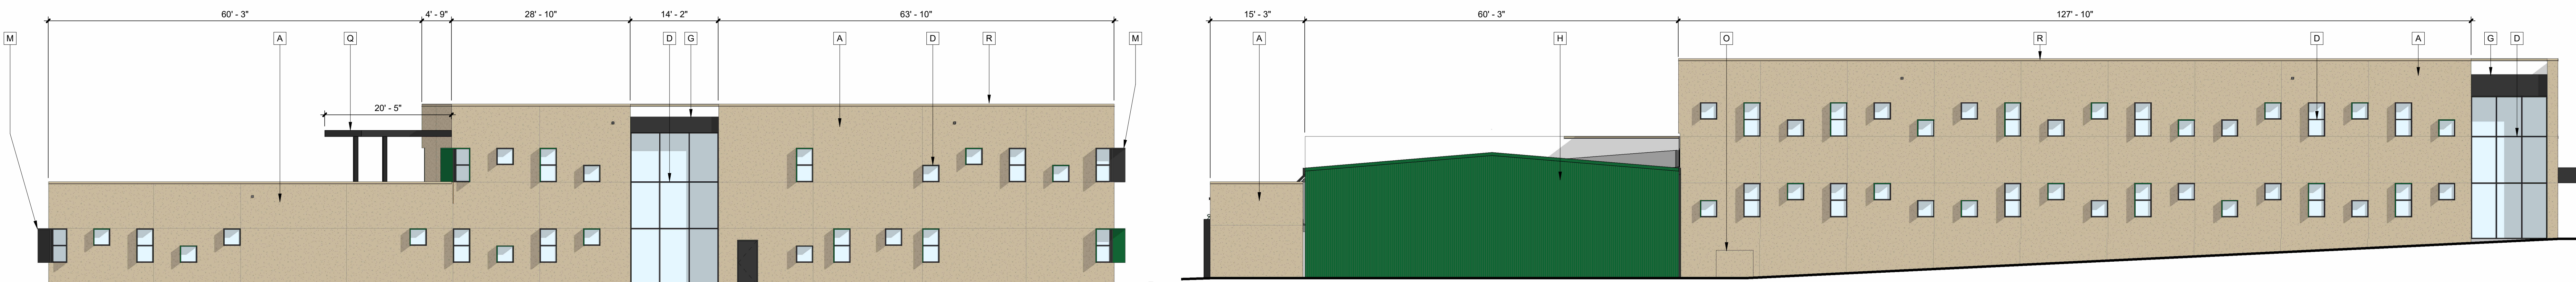 60' - 3" 4' - 9" 28' - 10" 14' - 2" 63' - 10"
M A Q D G A D R M
20' - 5"
15' - 3" 60' - 3" 127' - 10"
A H O R D A G D